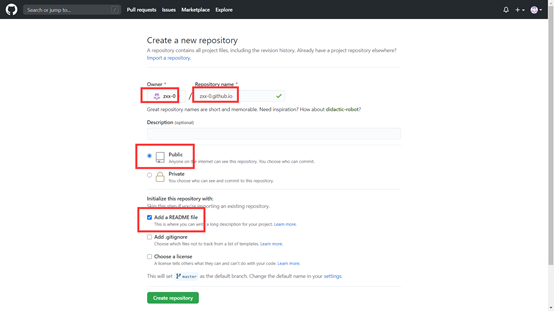 Search or jump to...
/
Pull requests Issues Marketplace Explore
Create a new repository
A repository contains all project files, including the revision history. Already have a project repository elsewhere?
Import a repository.
Owner * Repository name *
zxx-0 / zxx-0.github.io
Great repository names are short and memorable. Need inspiration? How about didactic-robot?
Description (optional)
Public
Anyone on the internet can see this repository. You choose who can commit.
Private
You choose who can see and commit to this repository.
Initialize this repository with:
Skip this step if you're importing an existing repository.
Add a README file
This is where you can write a long description for your project. Learn more.
Add .gitignore
Choose which files not to track from a list of templates. Learn more.
Choose a license
A license tells others what they can and can't do with your code. Learn more.
This will set master as the default branch. Change the default name in your settings.
Create repository